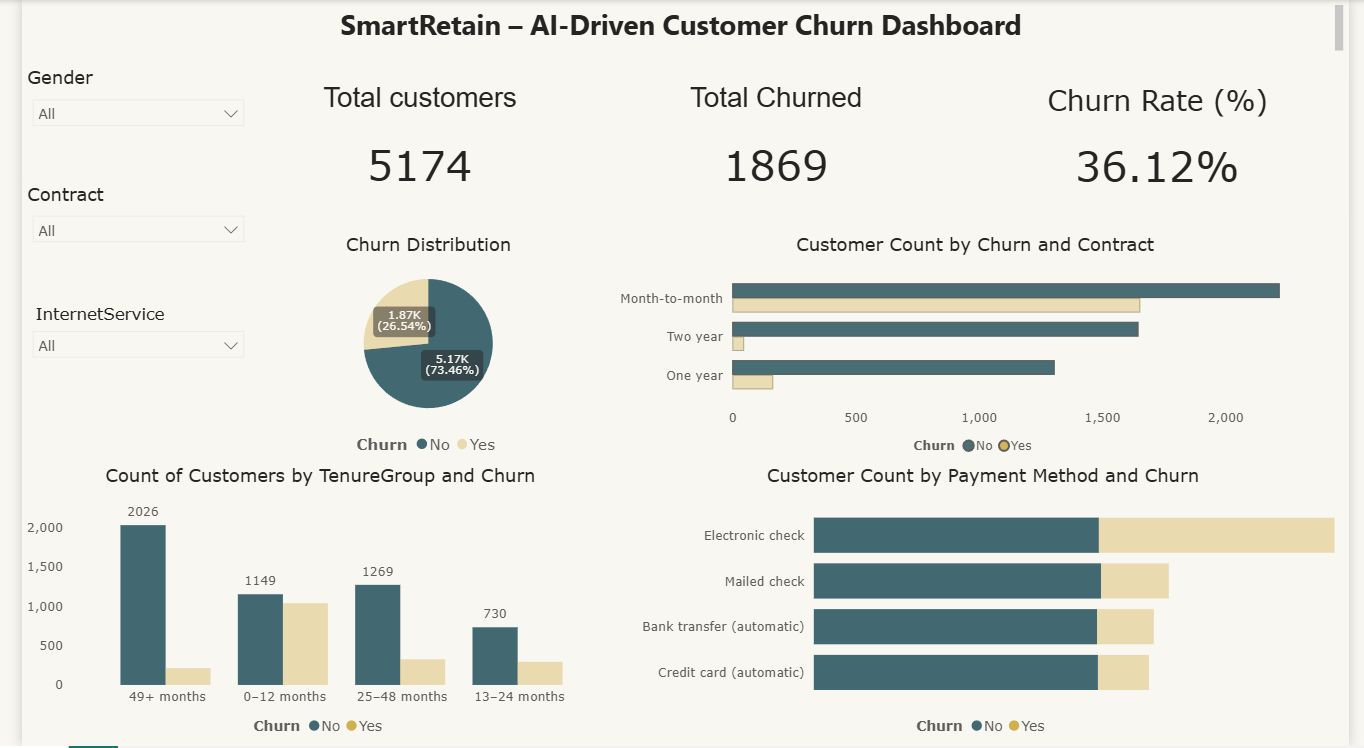 SmartRetain – AI-Driven Customer Churn Dashboard
Gender
All
Contract
All
InternetService
All
Total customers
5174
Total Churned
1869
Churn Rate (%)
36.12%
Churn Distribution
1.87K
(26.54%)
5.17K
(73.46%)
Churn No Yes
Customer Count by Churn and Contract
Month-to-month
Two year
One year
0 500 1,000 1,500 2,000
Churn No Yes
Count of Customers by TenureGroup and Churn
2,000
1,500
1,000
500
0
2026
1149
1269
730
49+ months 0–12 months 25–48 months 13–24 months
Churn No Yes
Customer Count by Payment Method and Churn
Electronic check
Mailed check
Bank transfer (automatic)
Credit card (automatic)
Churn No Yes